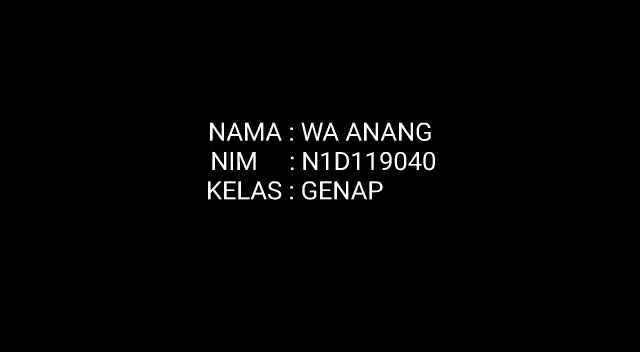 NAMA : WA ANANG
NIM : N1D119040
KELAS : GENAP